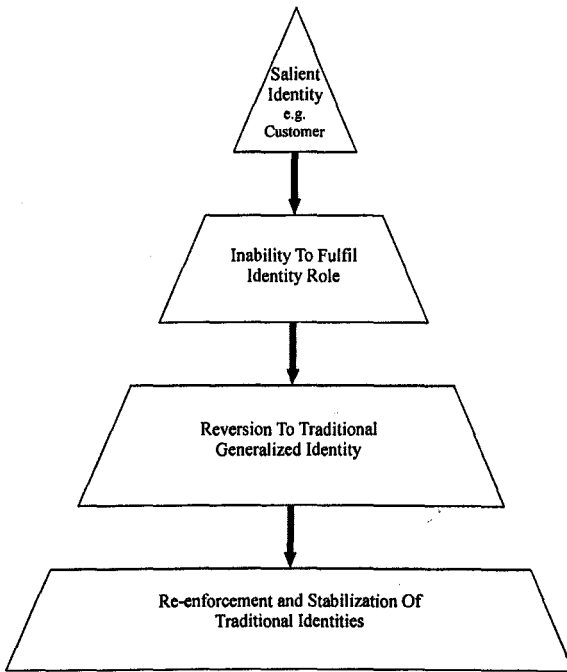 Salient
Identity
e.g.
Customer
Inability To Fulfil
Identity Role
Reversion To Traditional
Generalized Identity
Re-enforcement and Stabilization Of
Traditional Identities